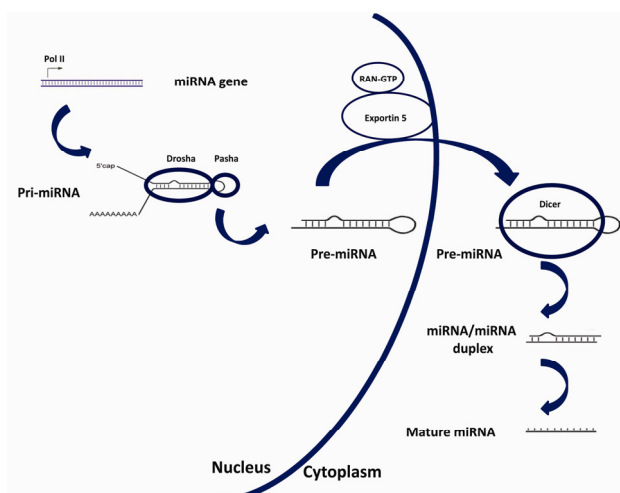 Pol II
miRNA gene
5'cap
Drosha
Pasha
Pri-miRNA
AAAAAAAAA
Pre-miRNA
RAN-GTP
Exportin 5
Dicer
Pre-miRNA
miRNA/miRNA
duplex
Mature miRNA
Nucleus
Cytoplasm